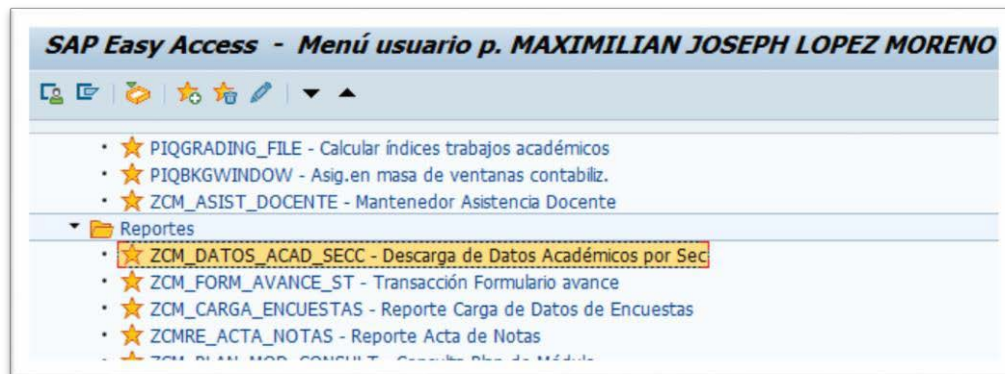 SAP Easy Access - Menú usuario p. MAXIMILIAN JOSEPH LOPEZ MORENO
PIQGRADING_FILE - Calcular índices trabajos académicos
PIQBKGWINDOW - Asig.en masa de ventanas contabiliz.
ZCM_ASIST_DOCENTE - Mantenedor Asistencia Docente
Reportes
ZCM_DATOS_ACAD_SECC - Descarga de Datos Académicos por Sec
ZCM_FORM_AVANCE_ST - Transacción Formulario avance
ZCM_CARGA_ENCUESTAS - Reporte Carga de Datos de Encuestas
ZCMRE_ACTA_NOTAS - Reporte Acta de Notas